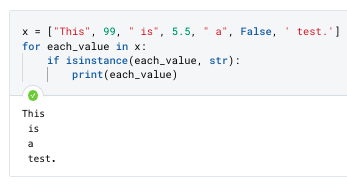 x = ["This", 99, " is", 5.5, " a", False, ' test.']
for each_value in x:
    if isinstance(each_value, str):
        print(each_value)
This
 is
 a
 test.